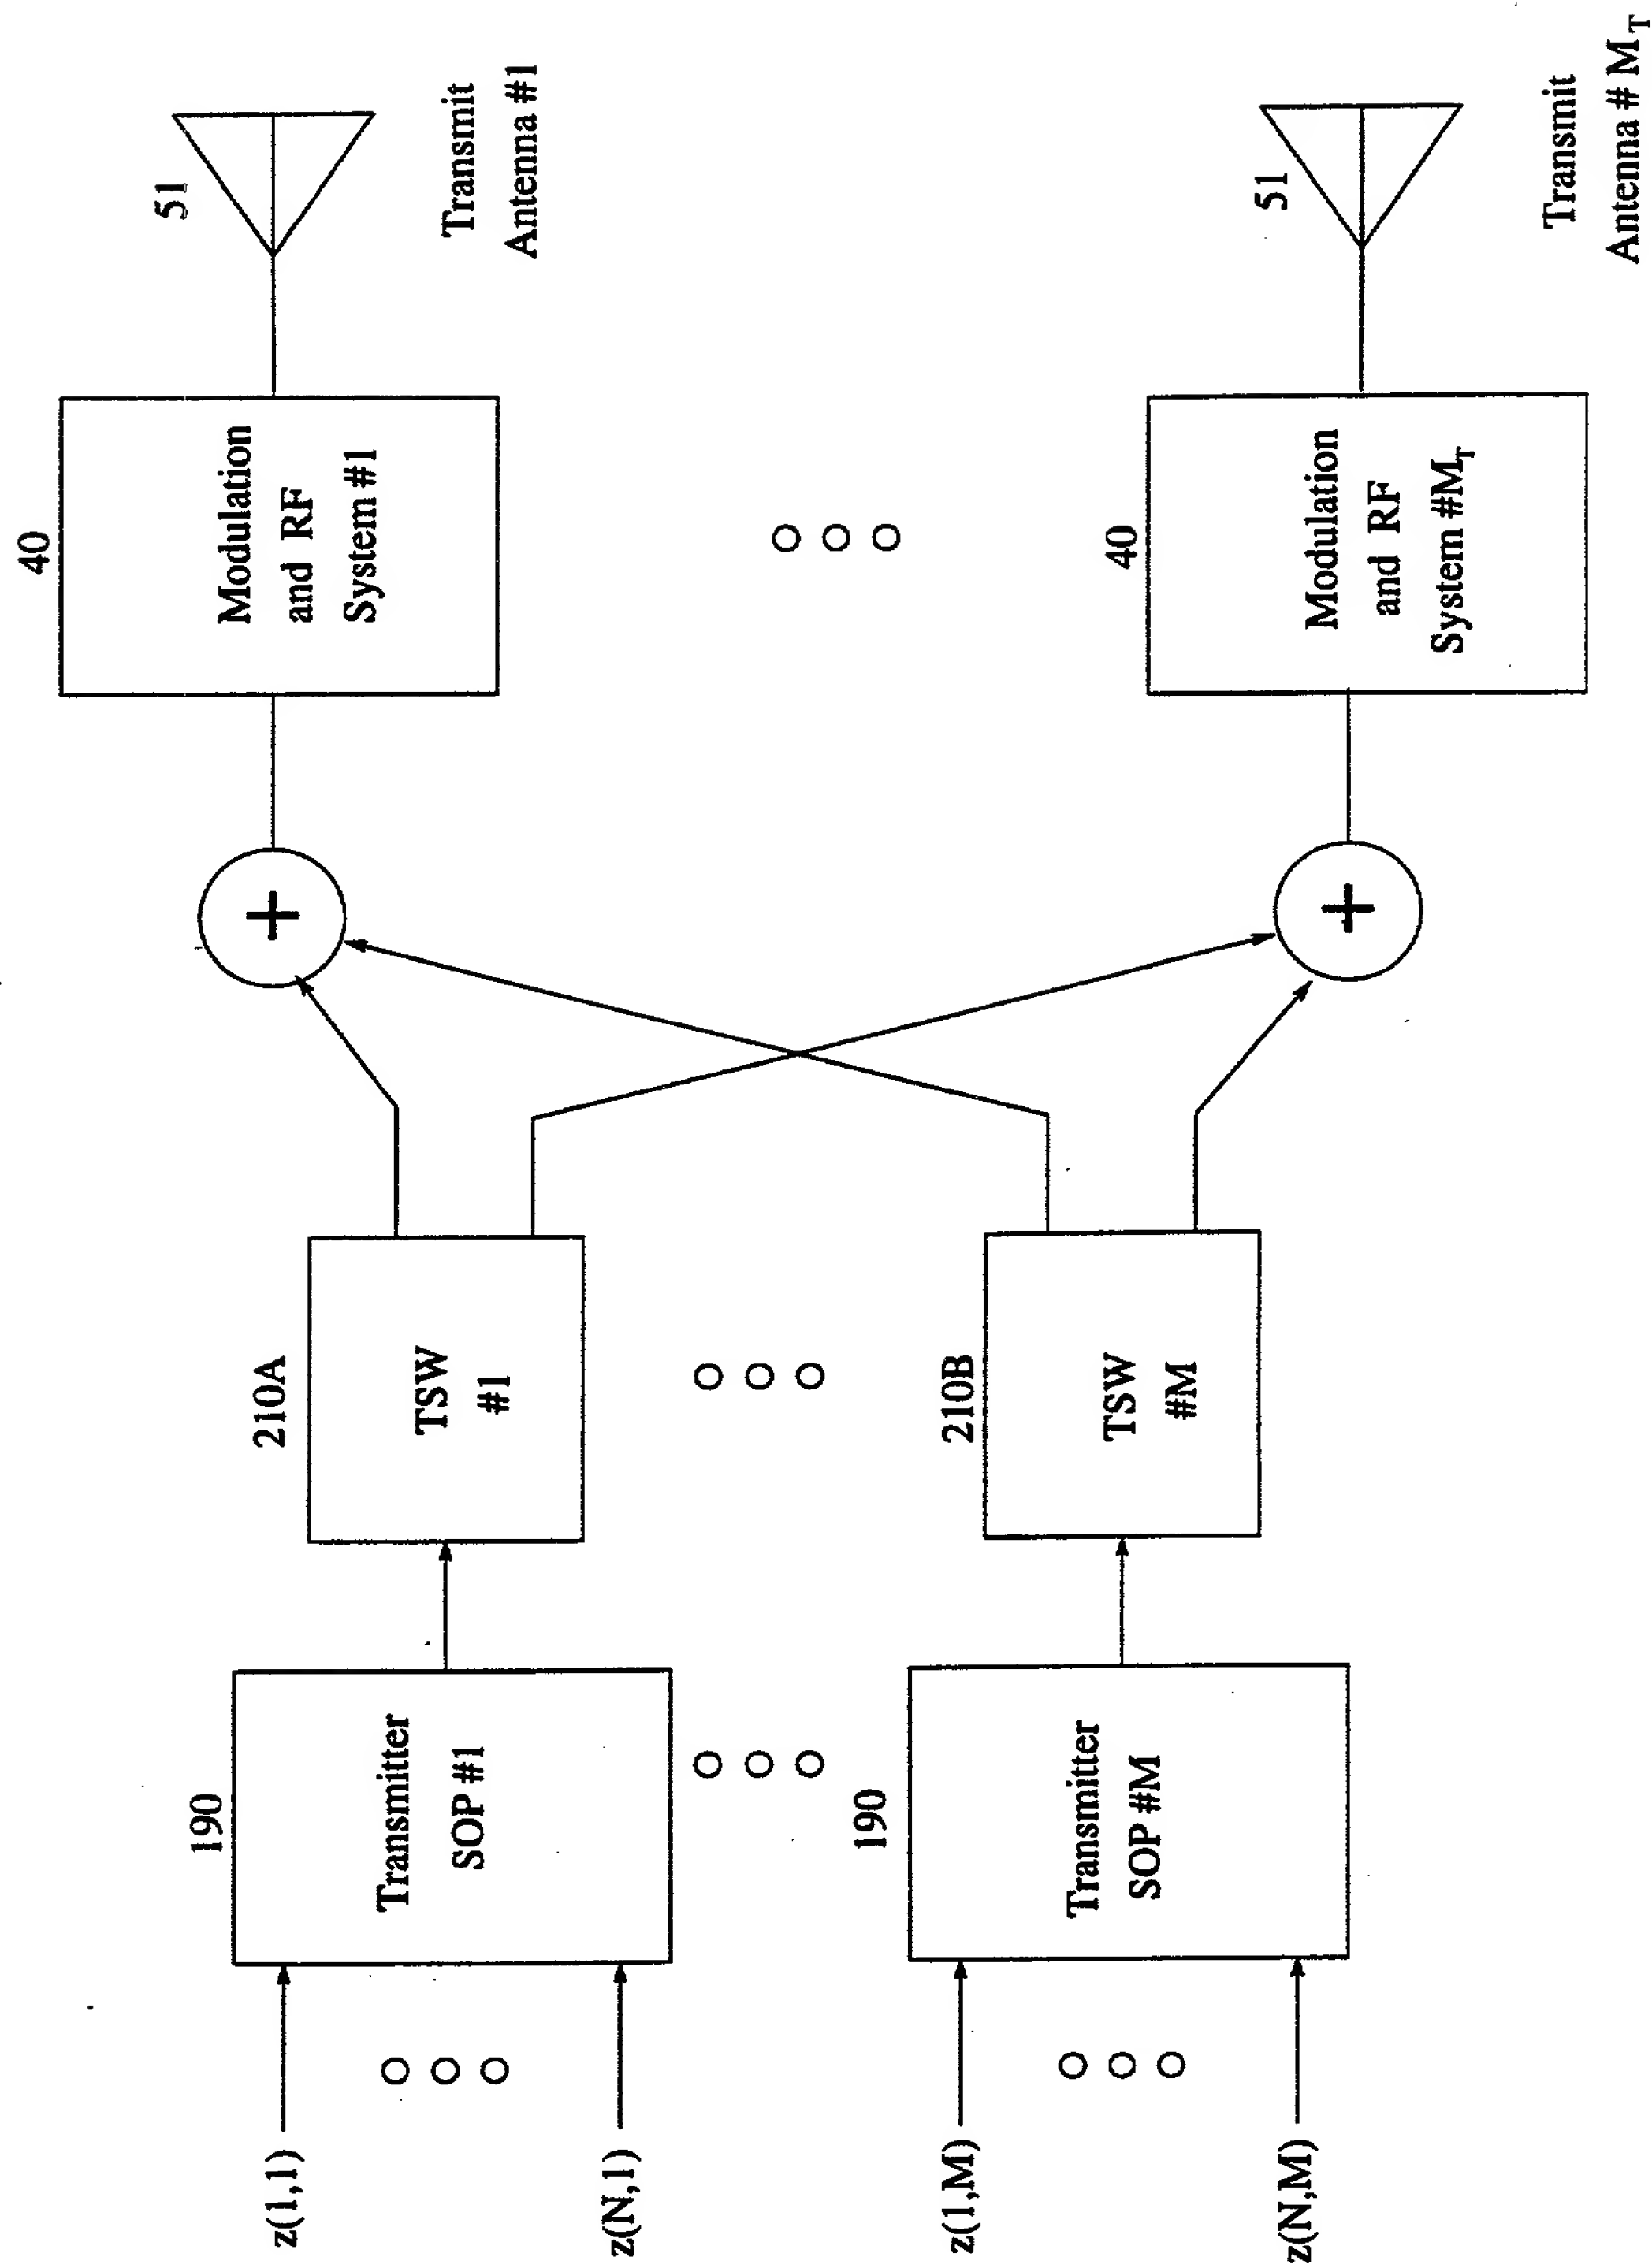 z(1,1)
z(N,1)
190
Transmitter
SOP #1
210A
TSW
#1
40
Modulation
and RF
System #1
51
Transmit
Antenna #1
z(1,M)
z(N,M)
190
Transmitter
SOP #M
210B
TSW
#M
40
Modulation
and RF
System #M_T
51
Transmit
Antenna # M_T
+
+